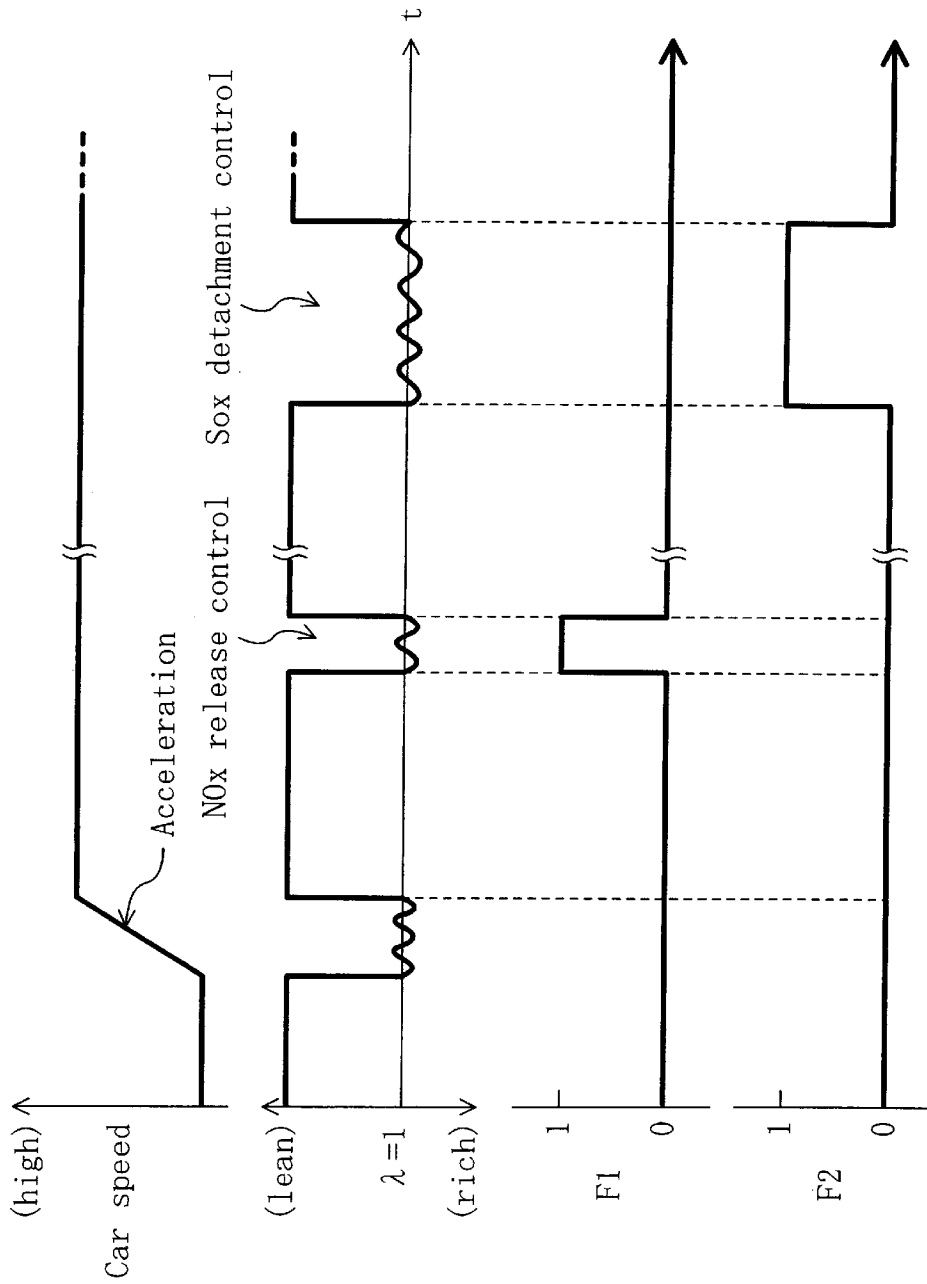 (high)
Car speed
Acceleration
(lean)
λ=1
(rich)
NOx release control
Sox detachment control
t
F1
1
0
F2
1
0